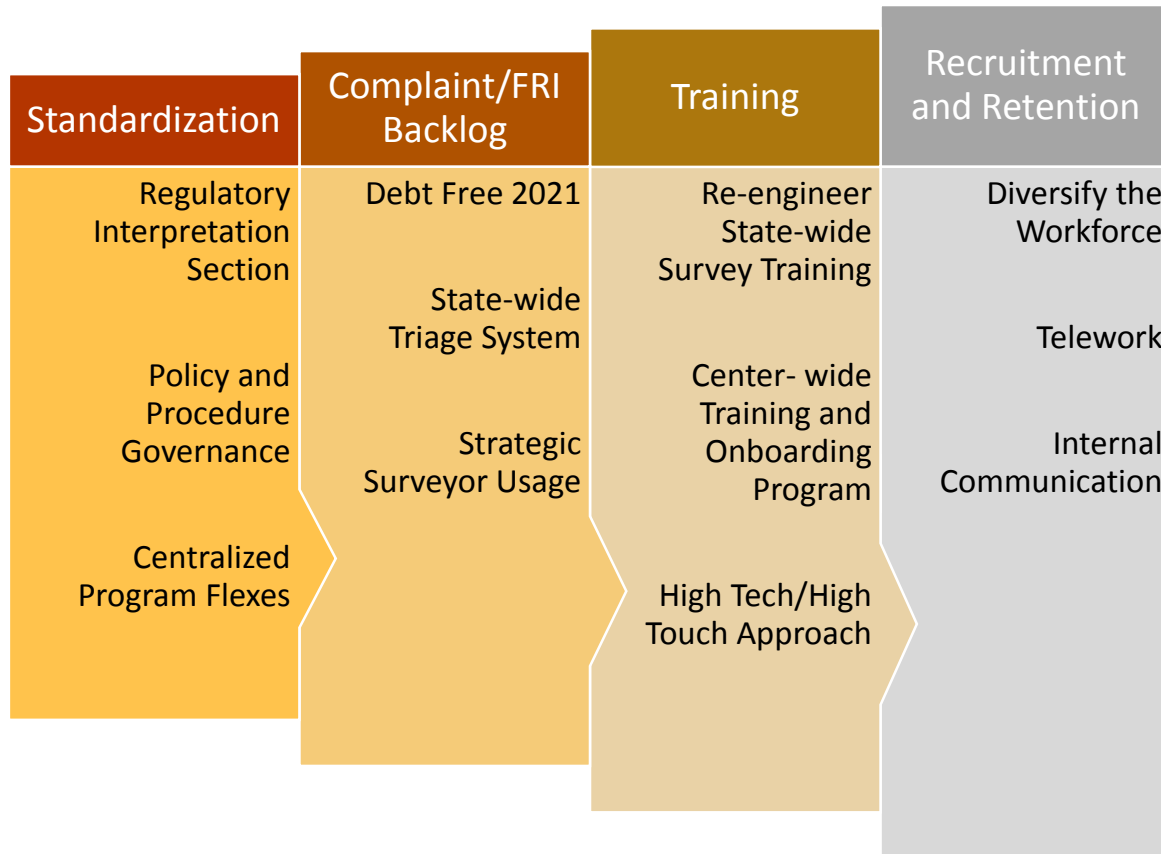 Standardization
Regulatory
Interpretation
Section
Policy and
Procedure
Governance
Centralized
Program Flexes
Complaint/FRI
Backlog
Debt Free 2021
State-wide
Triage System
Strategic
Surveyor Usage
Training
Re-engineer
State-wide
Survey Training
Center- wide
Training and
Onboarding
Program
High Tech/High
Touch Approach
Recruitment
and Retention
Diversify the
Workforce
Telework
Internal
Communication